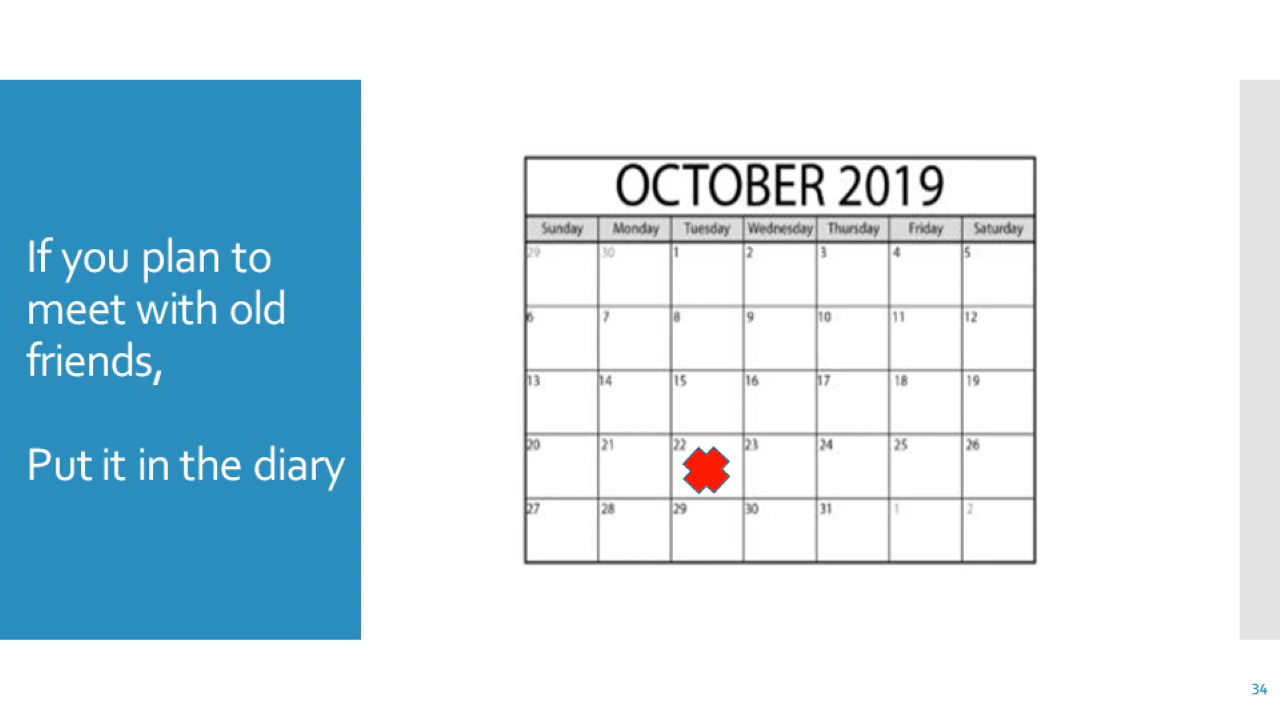 If you plan to
meet with old
friends,
Put it in the diary
OCTOBER 2019
Sunday Monday Tuesday Wednesday Thursday Friday Saturday
29 30 1 2 3 4 5
6 7 8 9 10 11 12
13 14 15 16 17 18 19
20 21 22 23 24 25 26
27 28 29 30 31 1 2
34